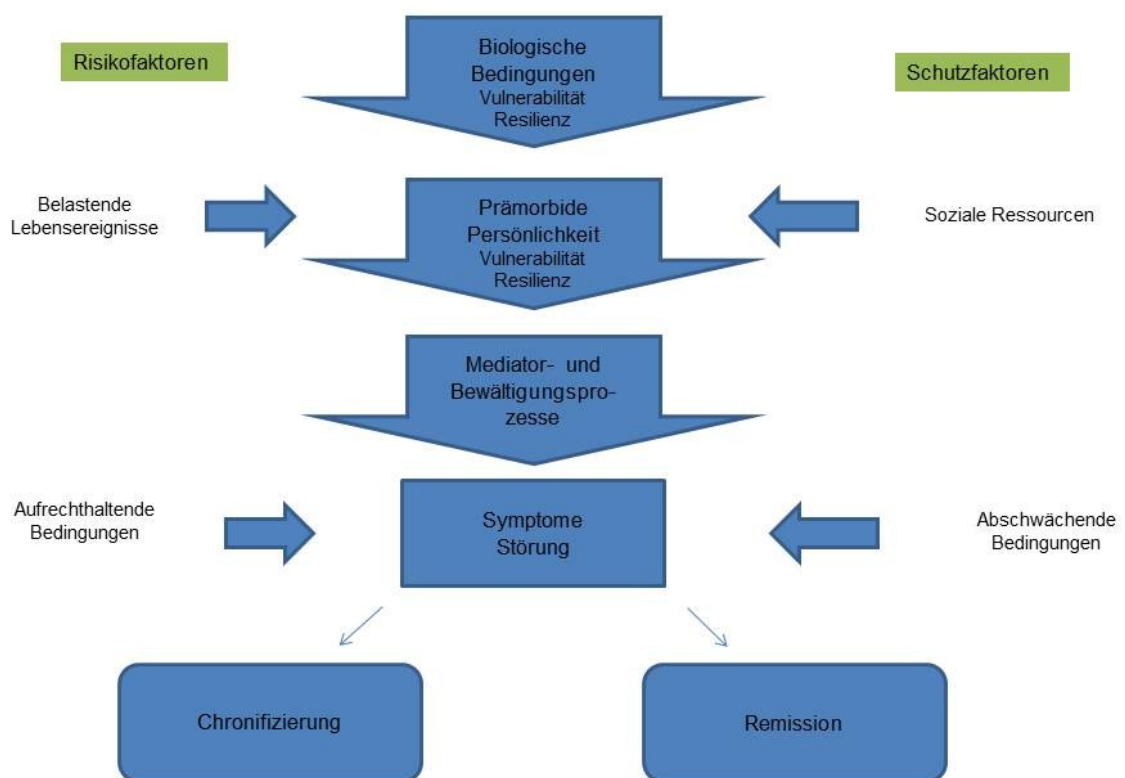 Risikofaktoren
Biologische
Bedingungen
Vulnerabilität
Resilienz
Schutzfaktoren
Belastende
Lebensereignisse
Prämorbide
Persönlichkeit
Vulnerabilität
Resilienz
Soziale Ressourcen
Mediator- und
Bewältigungspro-
zesse
Aufrechthaltende
Bedingungen
Symptome
Störung
Abschwächende
Bedingungen
Chronifizierung
Remission